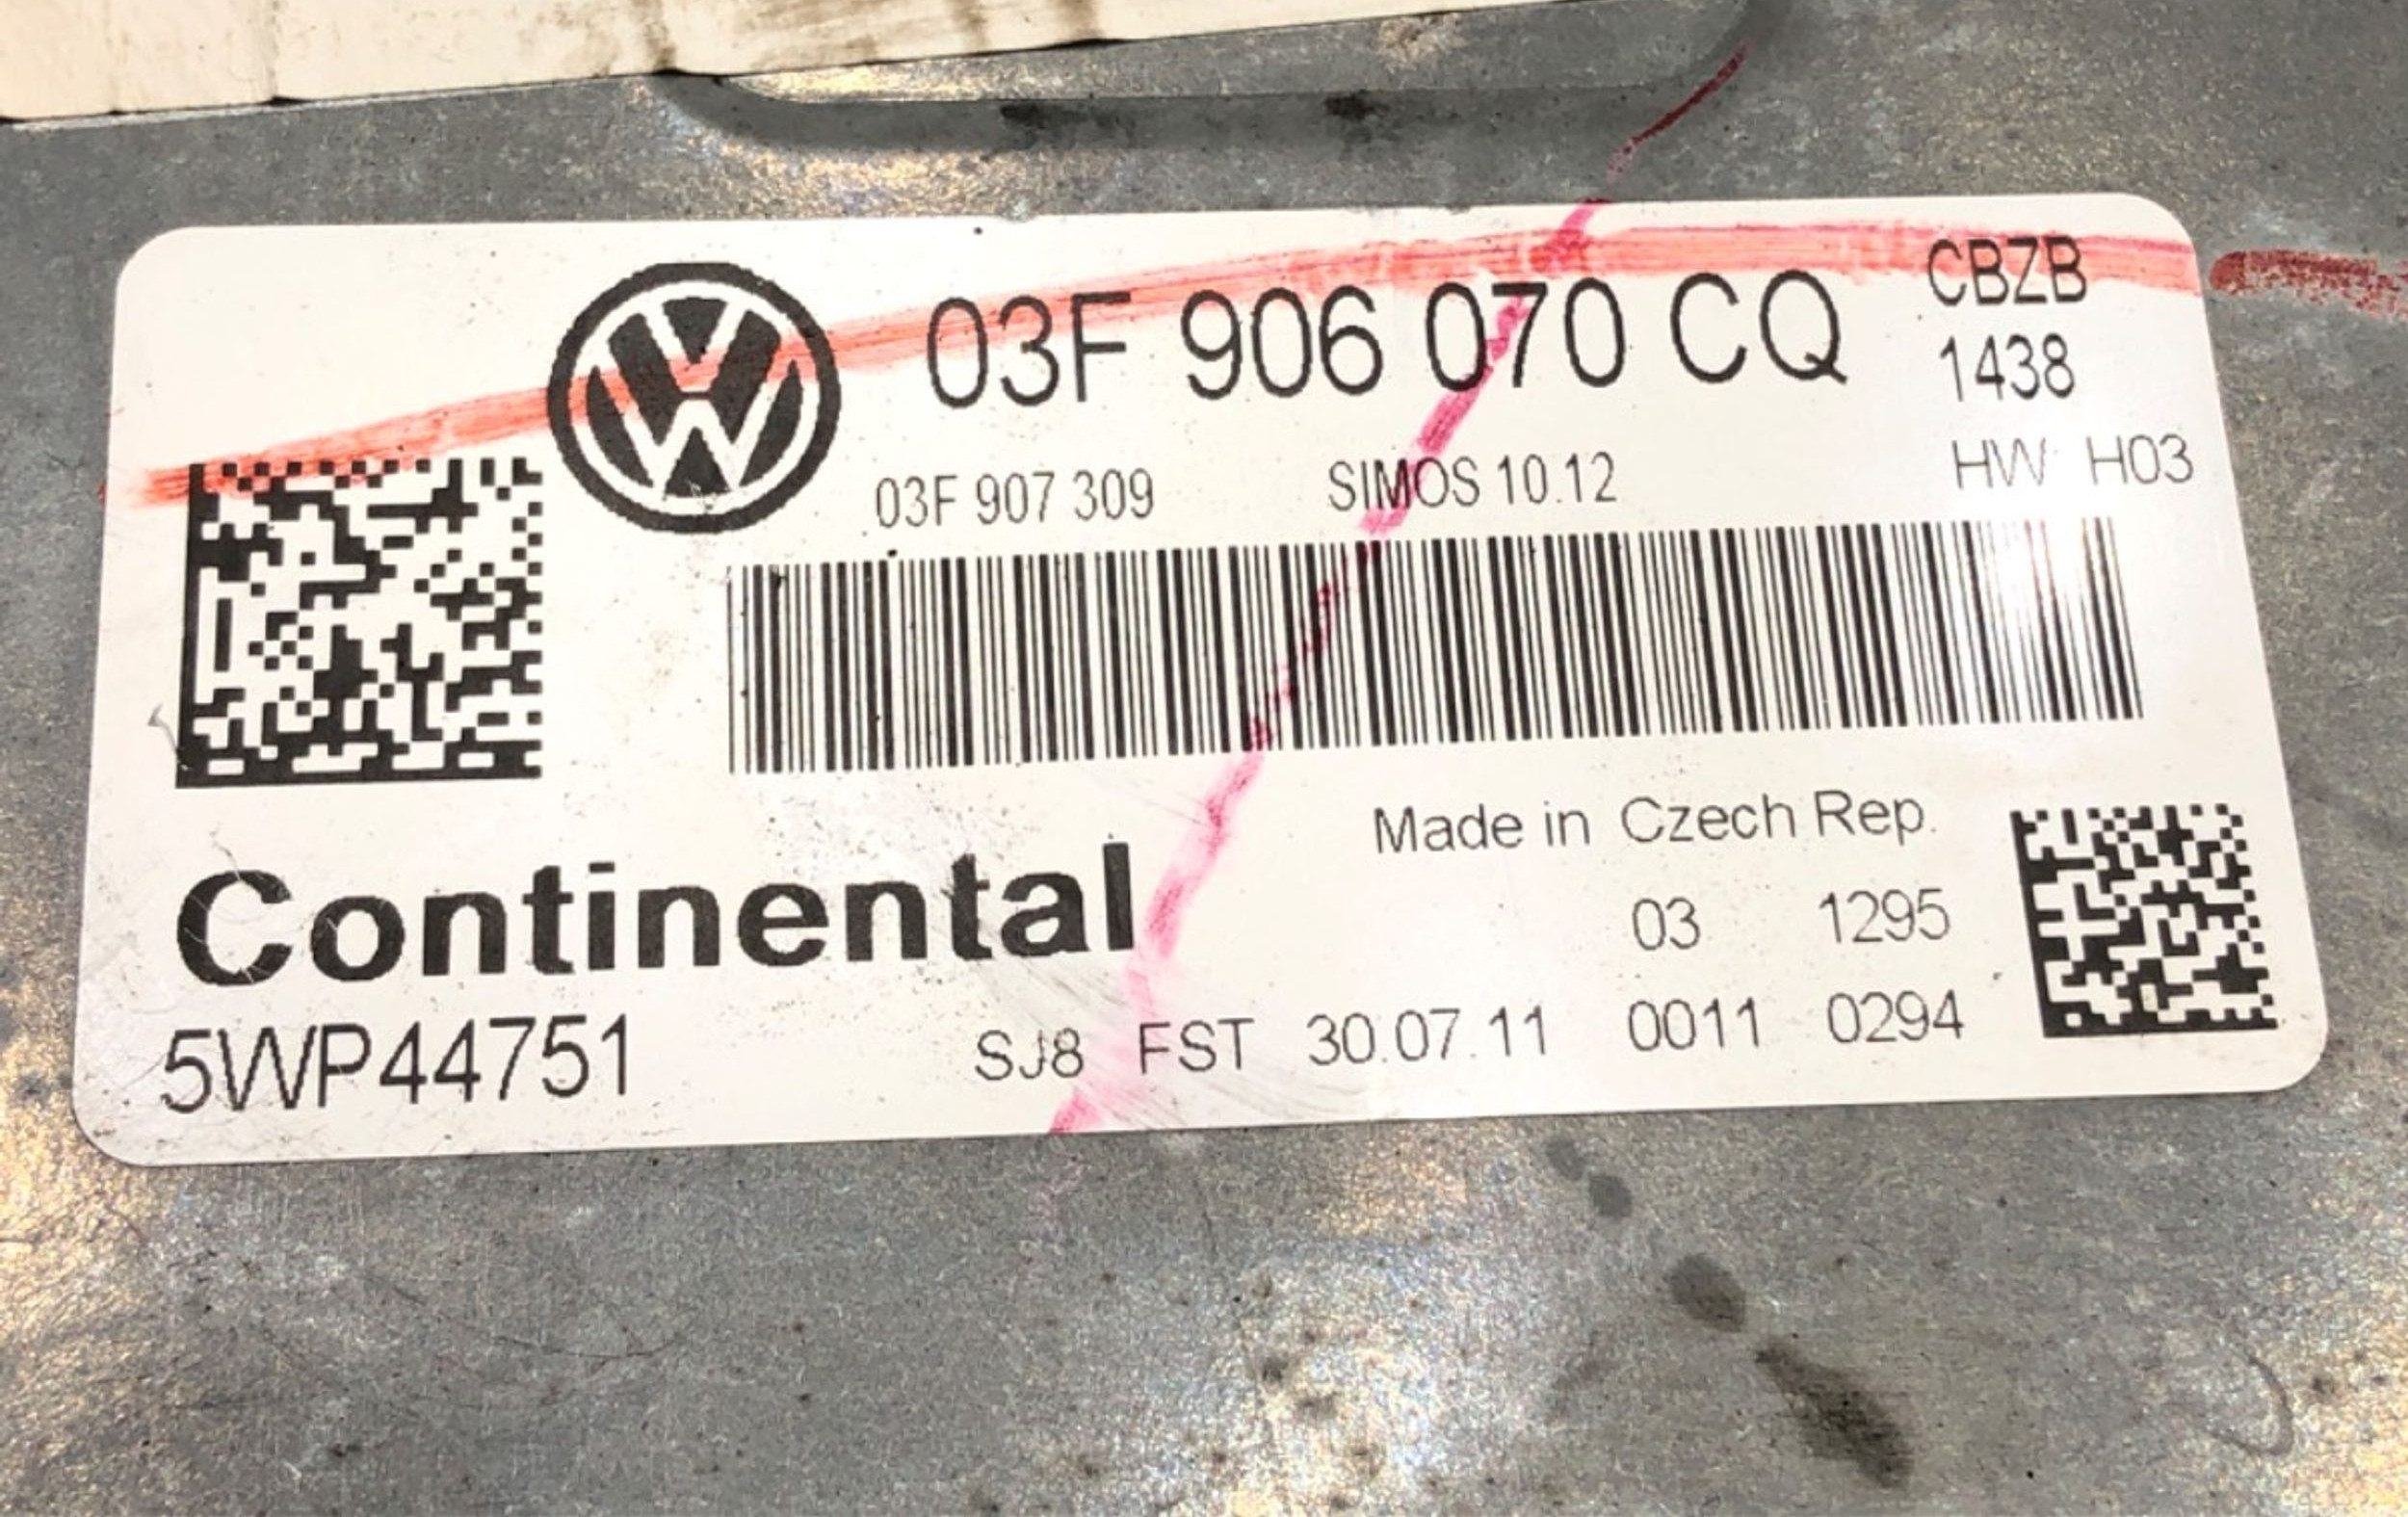 03F 906 070 CQ CBZB
1438
03F 907 309 SIMOS 10.12 HW H03
Made in Czech Rep.
Continental 03 1295
5WP44751 SJ8 FST 30.07.11 0011 0294